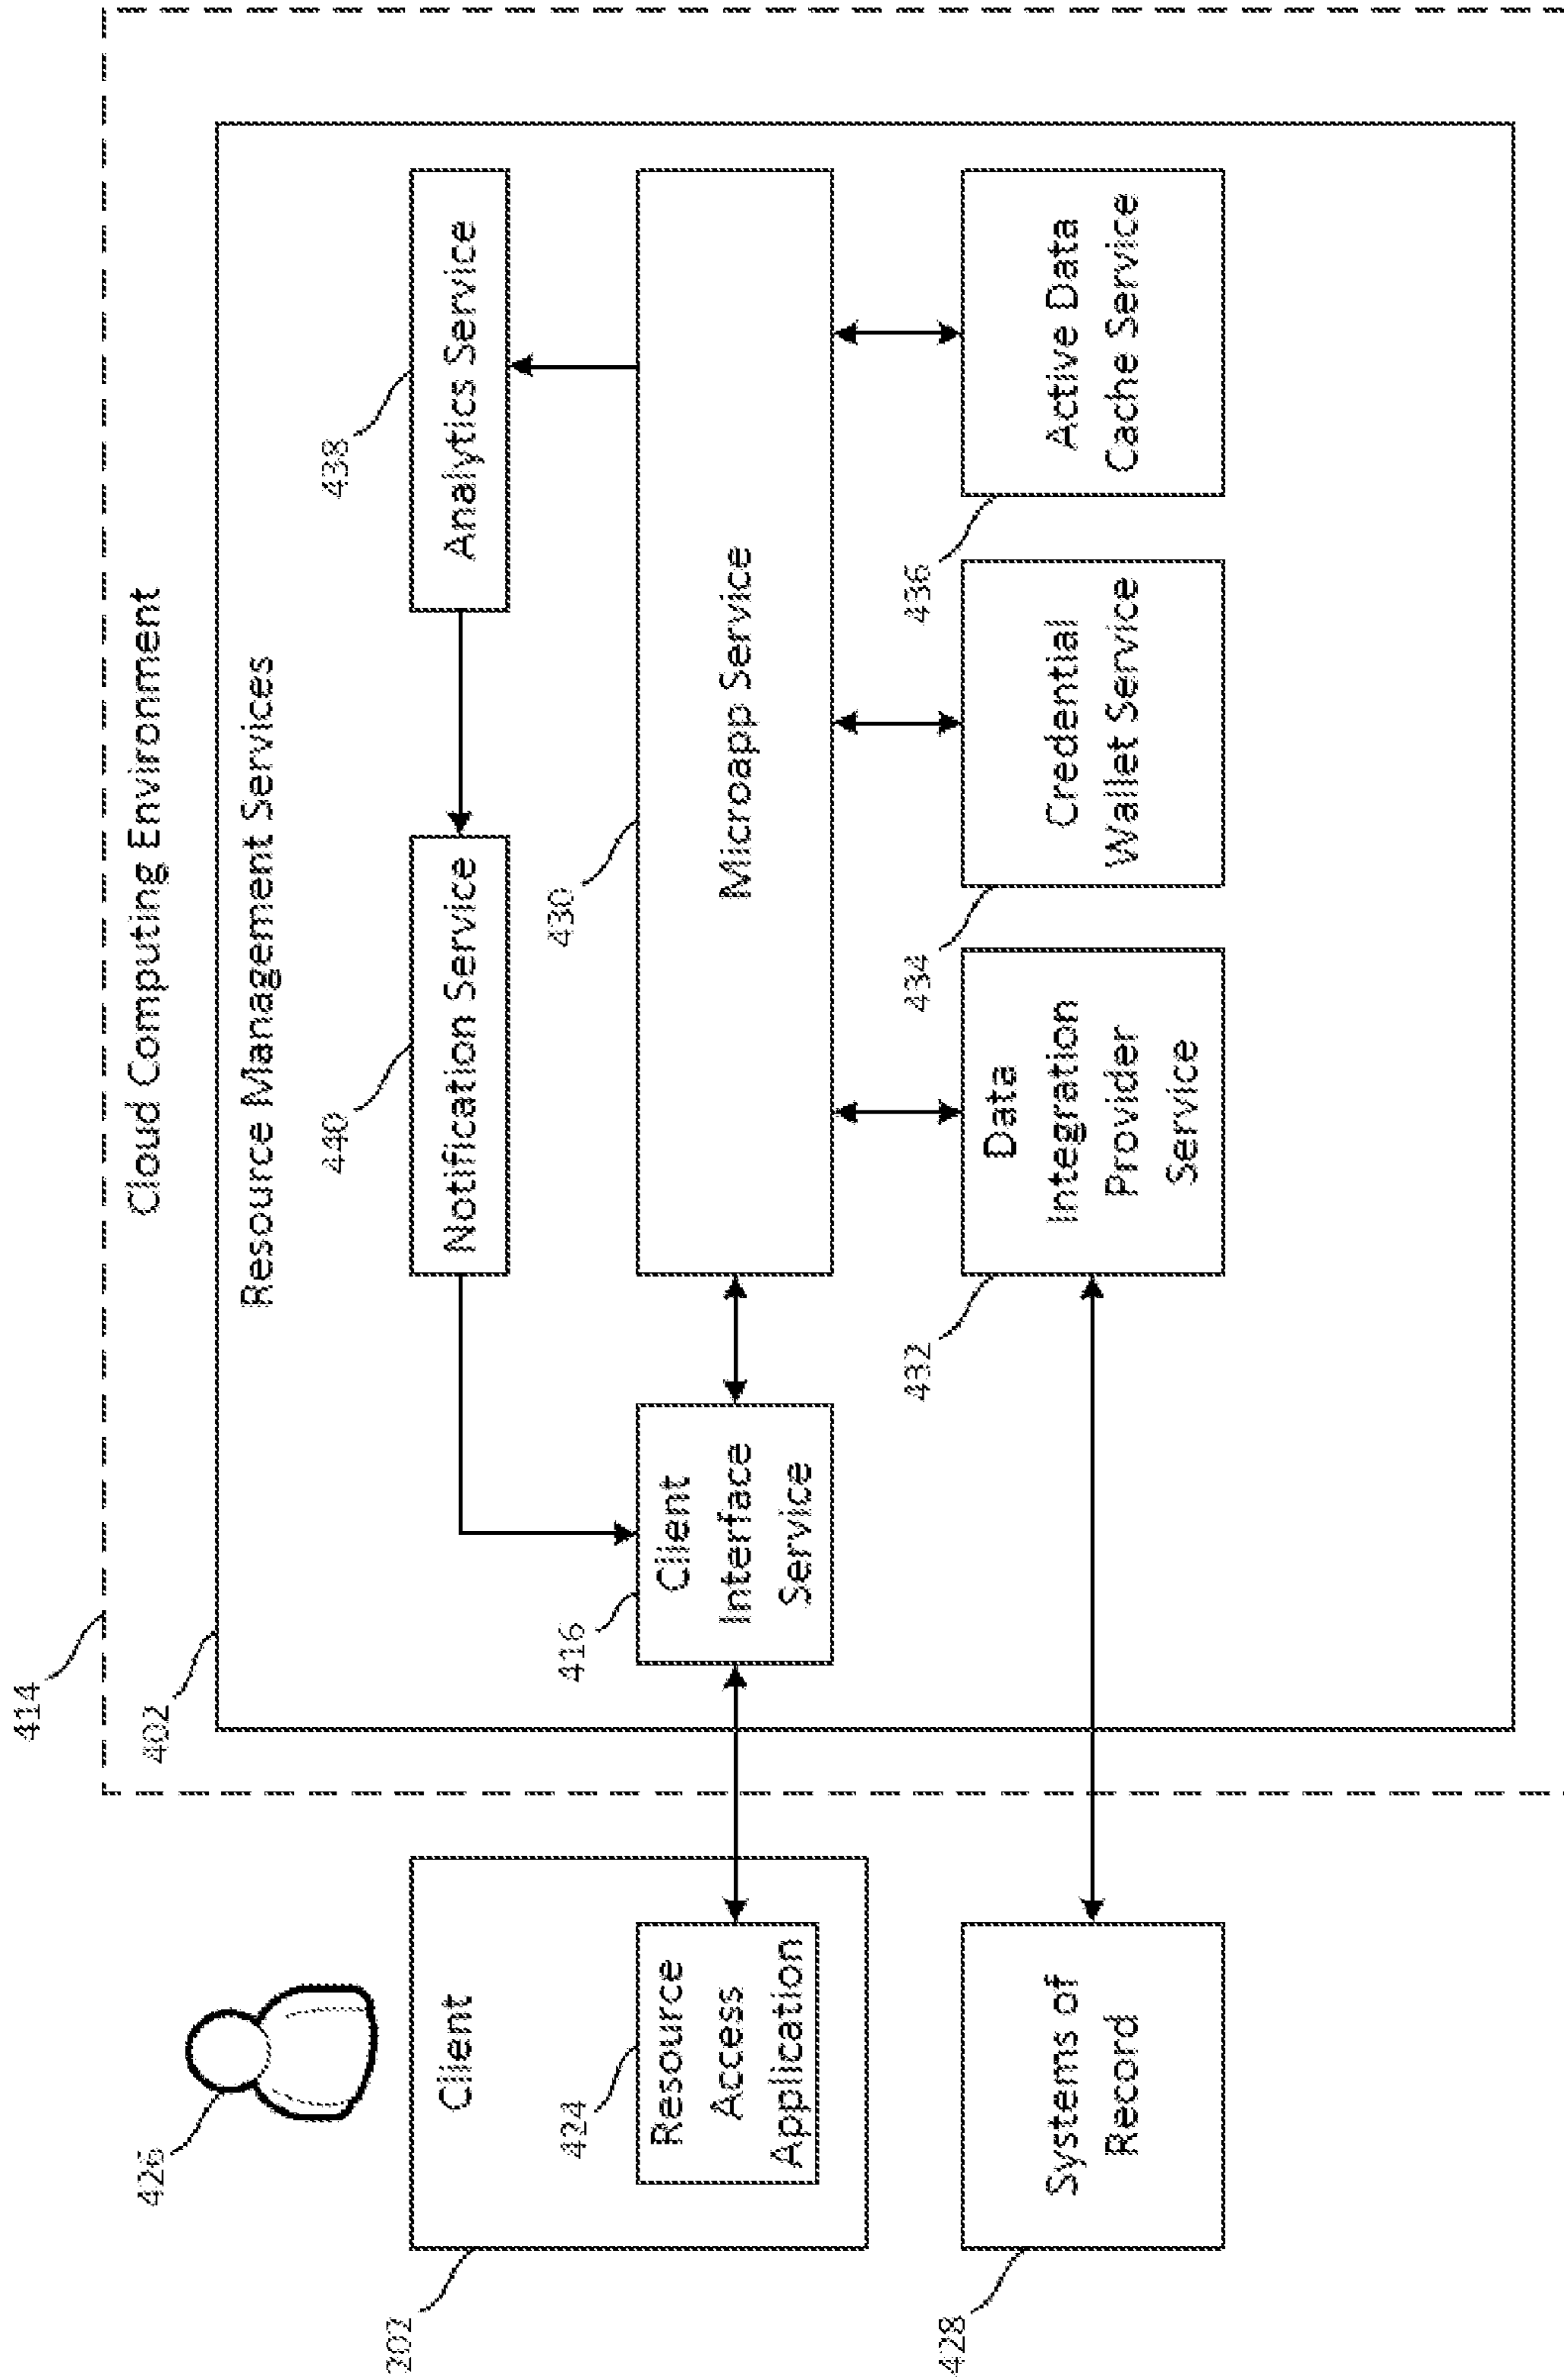 414
Cloud Computing Environment
402
Resource Management Services
426
Client
202
424
Resource
Access
Application
416
Client
Interface
Service
440
Notification Service
438
Analytics Service
430
Microapp Service
428
Systems of
Record
432
Data
Integration
Provider
Service
434
Credential
Wallet Service
436
Active Data
Cache Service